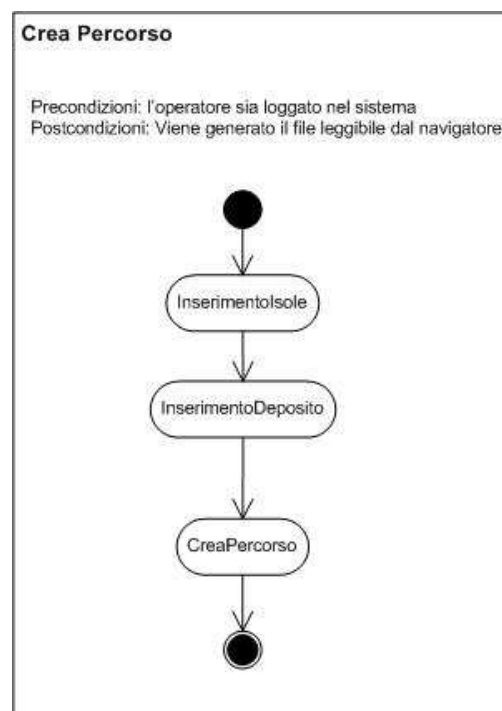 Crea Percorso
Precondizioni: l'operatore sia loggato nel sistema
Postcondizioni: Viene generato il file leggibile dal navigatore
InserimentoIsole
InserimentoDeposito
CreaPercorso